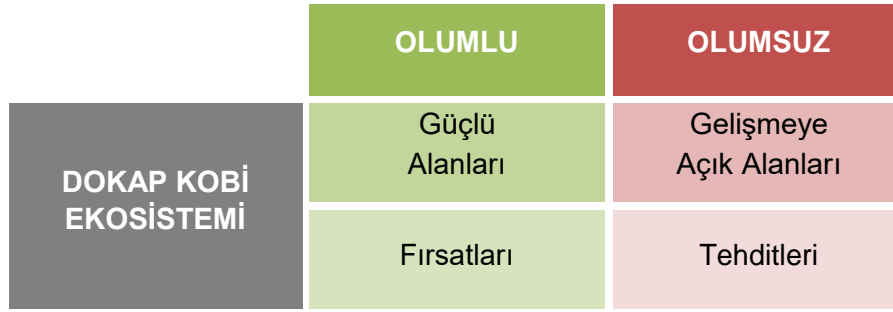 OLUMLU
OLUMSUZ
DOKAP KOBİ
EKOSİSTEMİ
Güçlü
Alanları
Gelişmeye
Açık Alanları
Fırsatları
Tehditleri